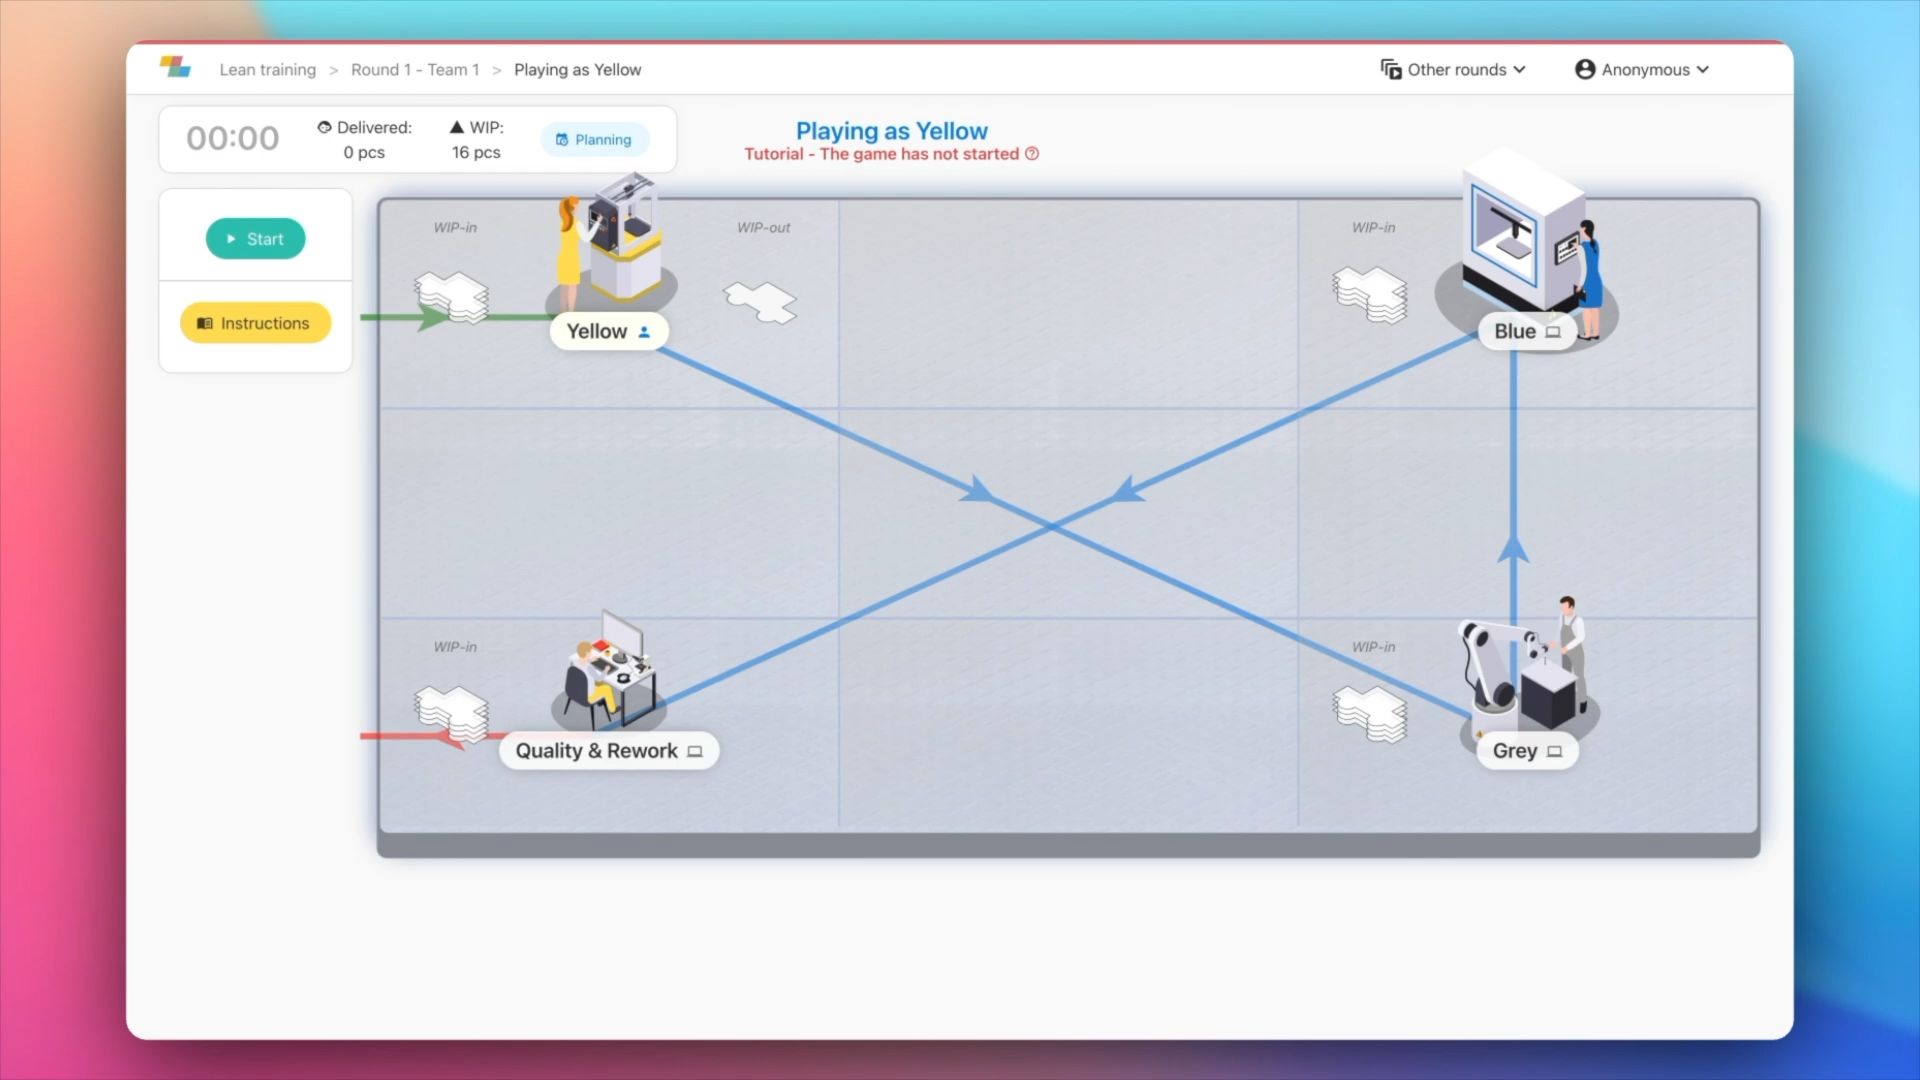 Lean training > Round 1 - Team 1 > Playing as Yellow
Other rounds
Anonymous
00:00
Delivered:
0 pcs
WIP:
16 pcs
Planning
Playing as Yellow
Tutorial - The game has not started
Start
Instructions
WIP-in
WIP-out
WIP-in
Yellow
Blue
WIP-in
WIP-in
Quality & Rework
Grey